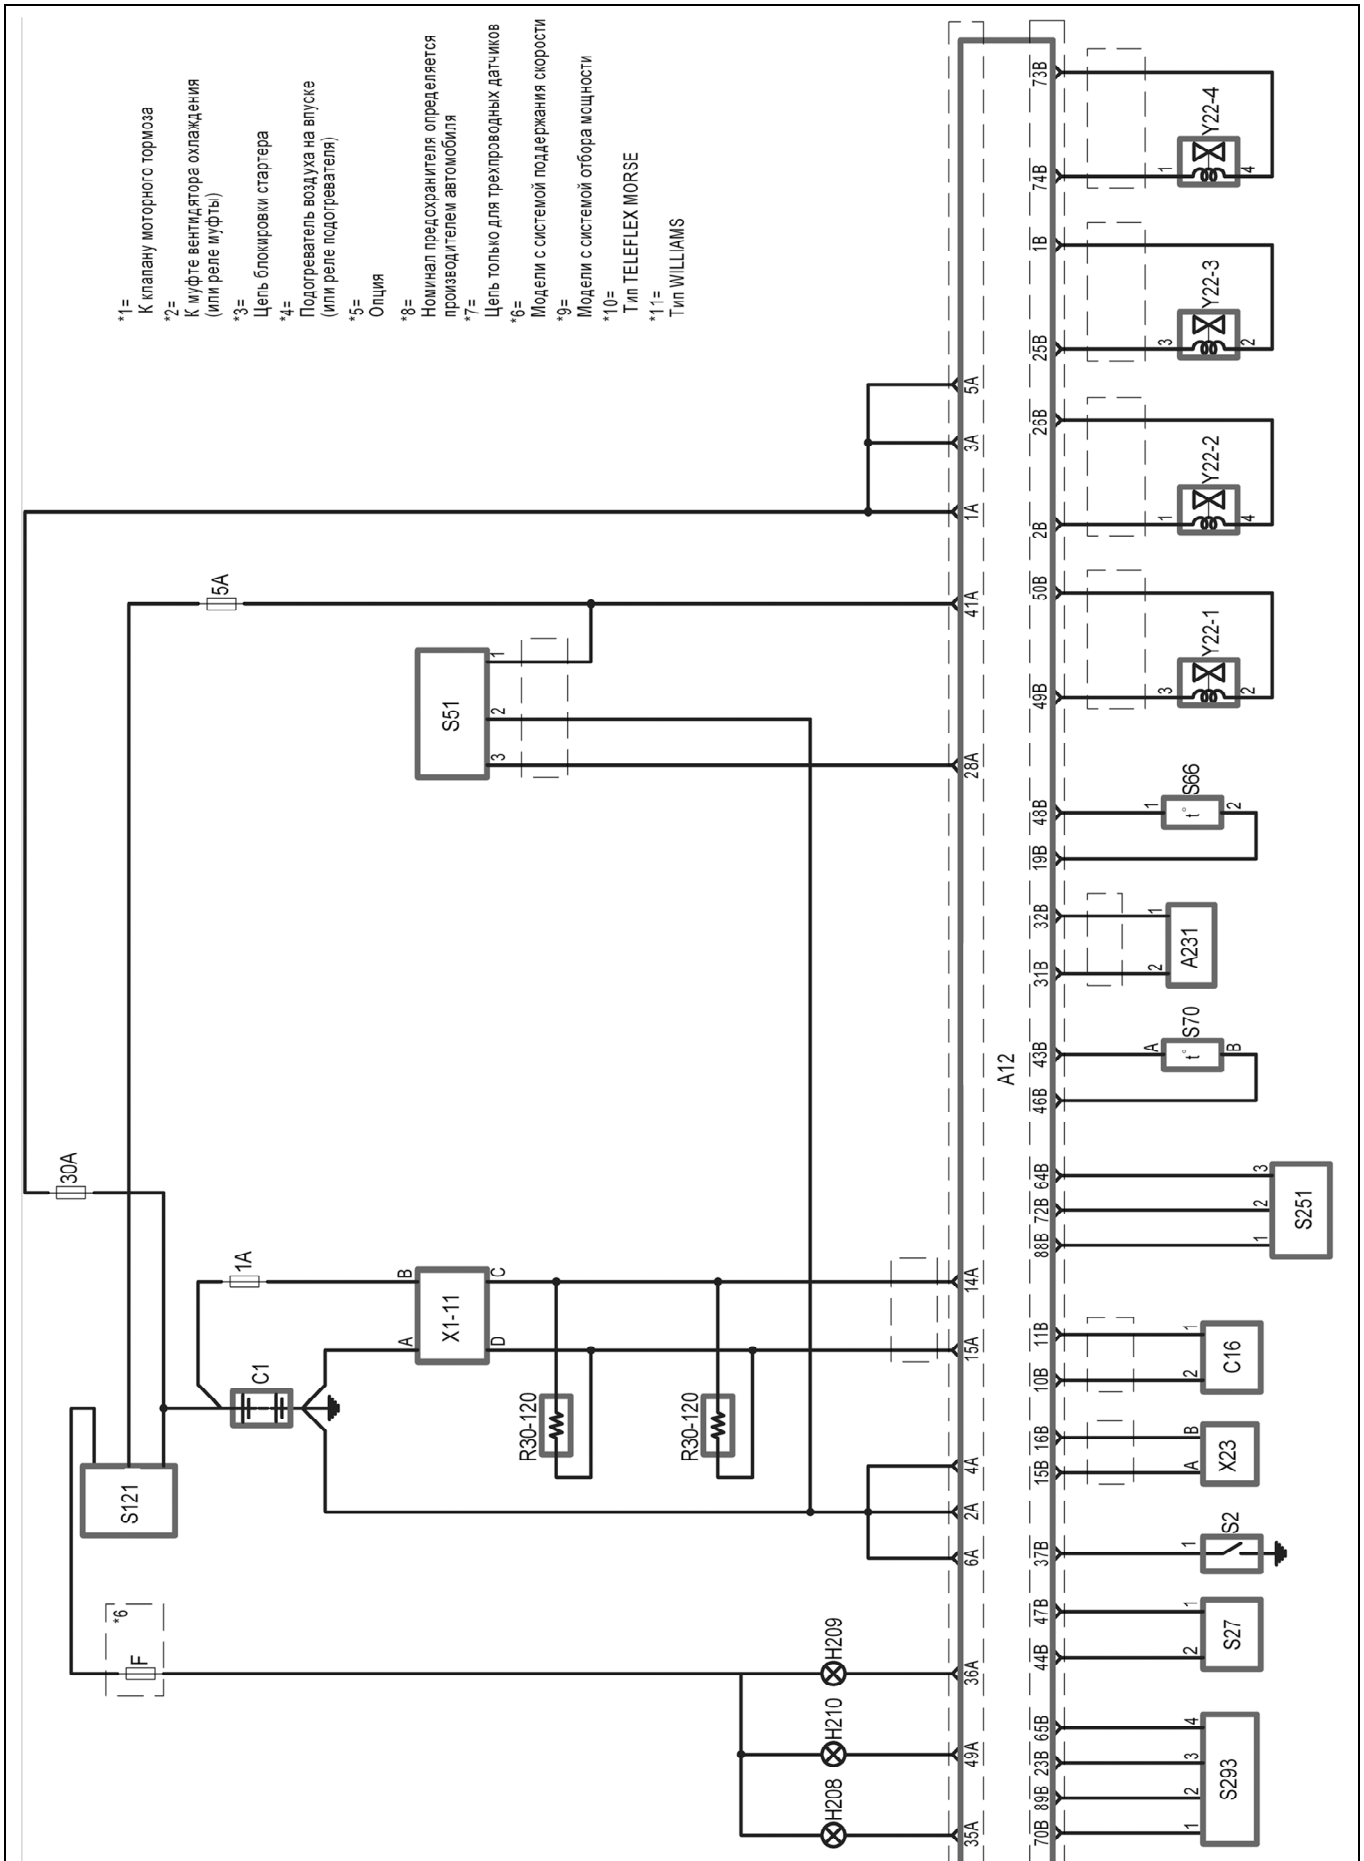 *1=
К клапану моторного тормоза
*2=
К муфте вентидятора охлаждения
(или реле муфты)
*3=
Цепь блокировки стартера
*4=
Подогреватель воздуха на впуске
(или реле подогревателя)
*5=
Опция
*8=
Номинал предохранителя определяется
производителем автомобиля
*7=
Цепь только для трехпроводных датчиков
*6=
Модели с системой поддержания скорости
*9=
Модели с системой отбора мощности
*10=
Тип TELEFLEX MORSE
*11=
Тип WILLIAMS
S121
30A
5A
C1
1A
*6
F
S51
1
2
3
X1-11
A
B
D
C
R30-120
R30-120
H208
H210
H209
35A
49A
36A
6A
2A
4A
15A
14A
28A
41A
1A
3A
5A
A12
70B
89B
23B
65B
44B
47B
37B
15B
16B
10B
11B
88B
72B
64B
46B
43B
31B
32B
19B
48B
49B
50B
2B
26B
25B
1B
74B
73B
1
2
3
4
S293
2
1
S27
1
S2
A
B
X23
2
1
C16
1
2
3
S251
A
B
t°
S70
2
1
A231
1
2
t°
S66
3
2
Y22-1
1
4
Y22-2
3
2
Y22-3
1
4
Y22-4